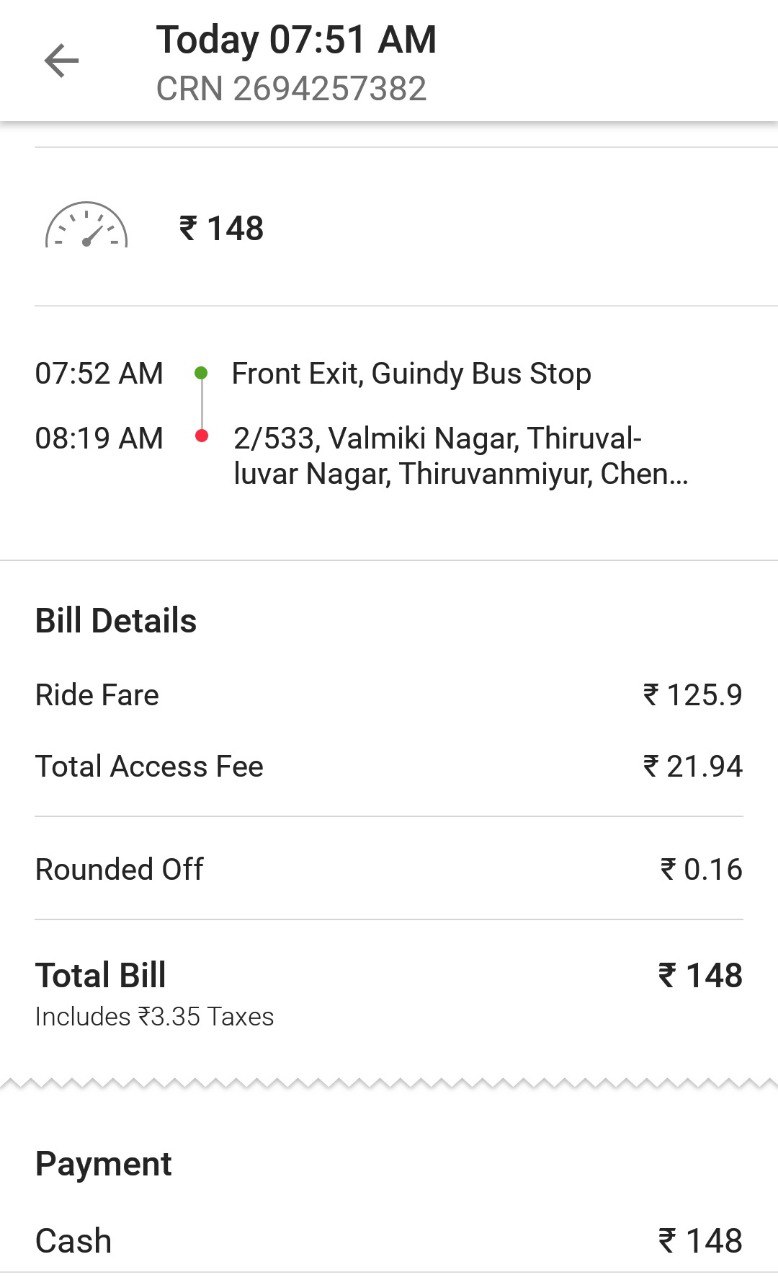 Today 07:51 AM
CRN 2694257382
₹ 148
07:52 AM Front Exit, Guindy Bus Stop
08:19 AM 2/533, Valmiki Nagar, Thiruval-
luvar Nagar, Thiruvanmiyur, Chen...
Bill Details
Ride Fare ₹ 125.9
Total Access Fee ₹ 21.94
Rounded Off ₹ 0.16
Total Bill ₹ 148
Includes ₹3.35 Taxes
Payment
Cash ₹ 148